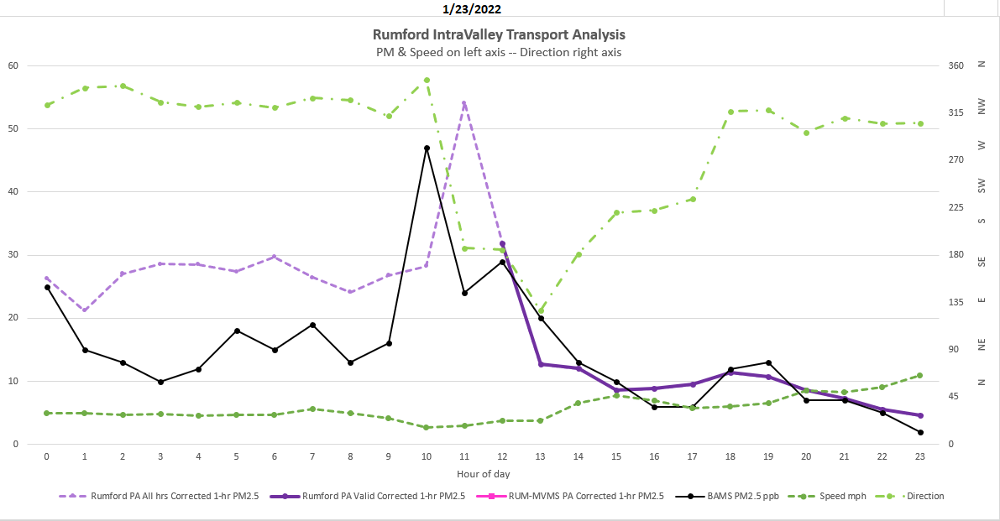 1/23/2022
Rumford IntraValley Transport Analysis
PM & Speed on left axis -- Direction right axis
60
50
40
30
20
10
0
360
315
270
225
180
135
90
45
0
N
NW
W
SW
S
SE
E
NE
N
0 1 2 3 4 5 6 7 8 9 10 11 12 13 14 15 16 17 18 19 20 21 22 23
Hour of day
Rumford PA All hrs Corrected 1-hr PM2.5 Rumford PA Valid Corrected 1-hr PM2.5 RUM-MVMS PA Corrected 1-hr PM2.5 BAMS PM2.5 ppb Speed mph Direction